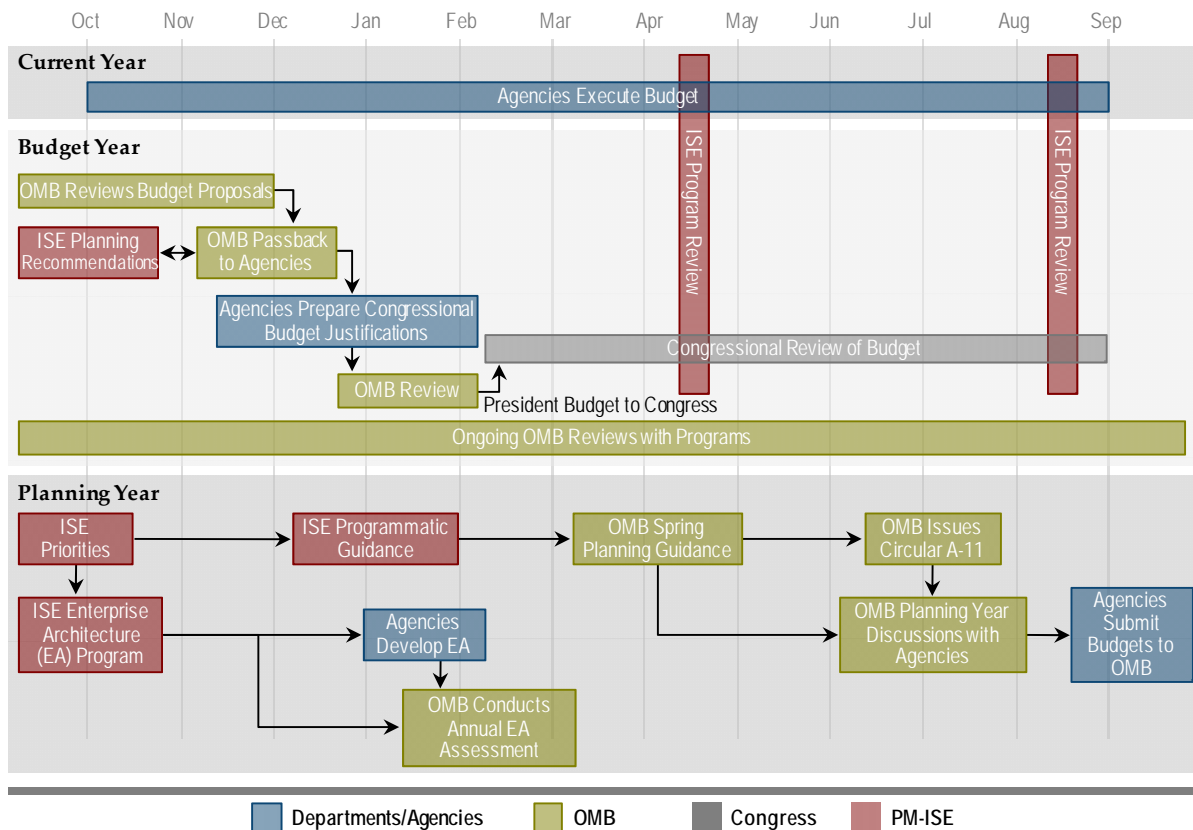 Oct Nov Dec Jan Feb Mar Apr May Jun Jul Aug Sep
Current Year
Agencies Execute Budget
ISE Program Review
ISE Program Review
Budget Year
OMB Reviews Budget Proposals
ISE Planning
Recommendations
OMB Passback
to Agencies
Agencies Prepare Congressional
Budget Justifications
Congressional Review of Budget
OMB Review
President Budget to Congress
Ongoing OMB Reviews with Programs
Planning Year
ISE
Priorities
ISE Programmatic
Guidance
OMB Spring
Planning Guidance
OMB Issues
Circular A-11
ISE Enterprise
Architecture
(EA) Program
Agencies
Develop EA
OMB Planning Year
Discussions with
Agencies
Agencies
Submit
Budgets to
OMB
OMB Conducts
Annual EA
Assessment
Departments/Agencies OMB Congress PM-ISE